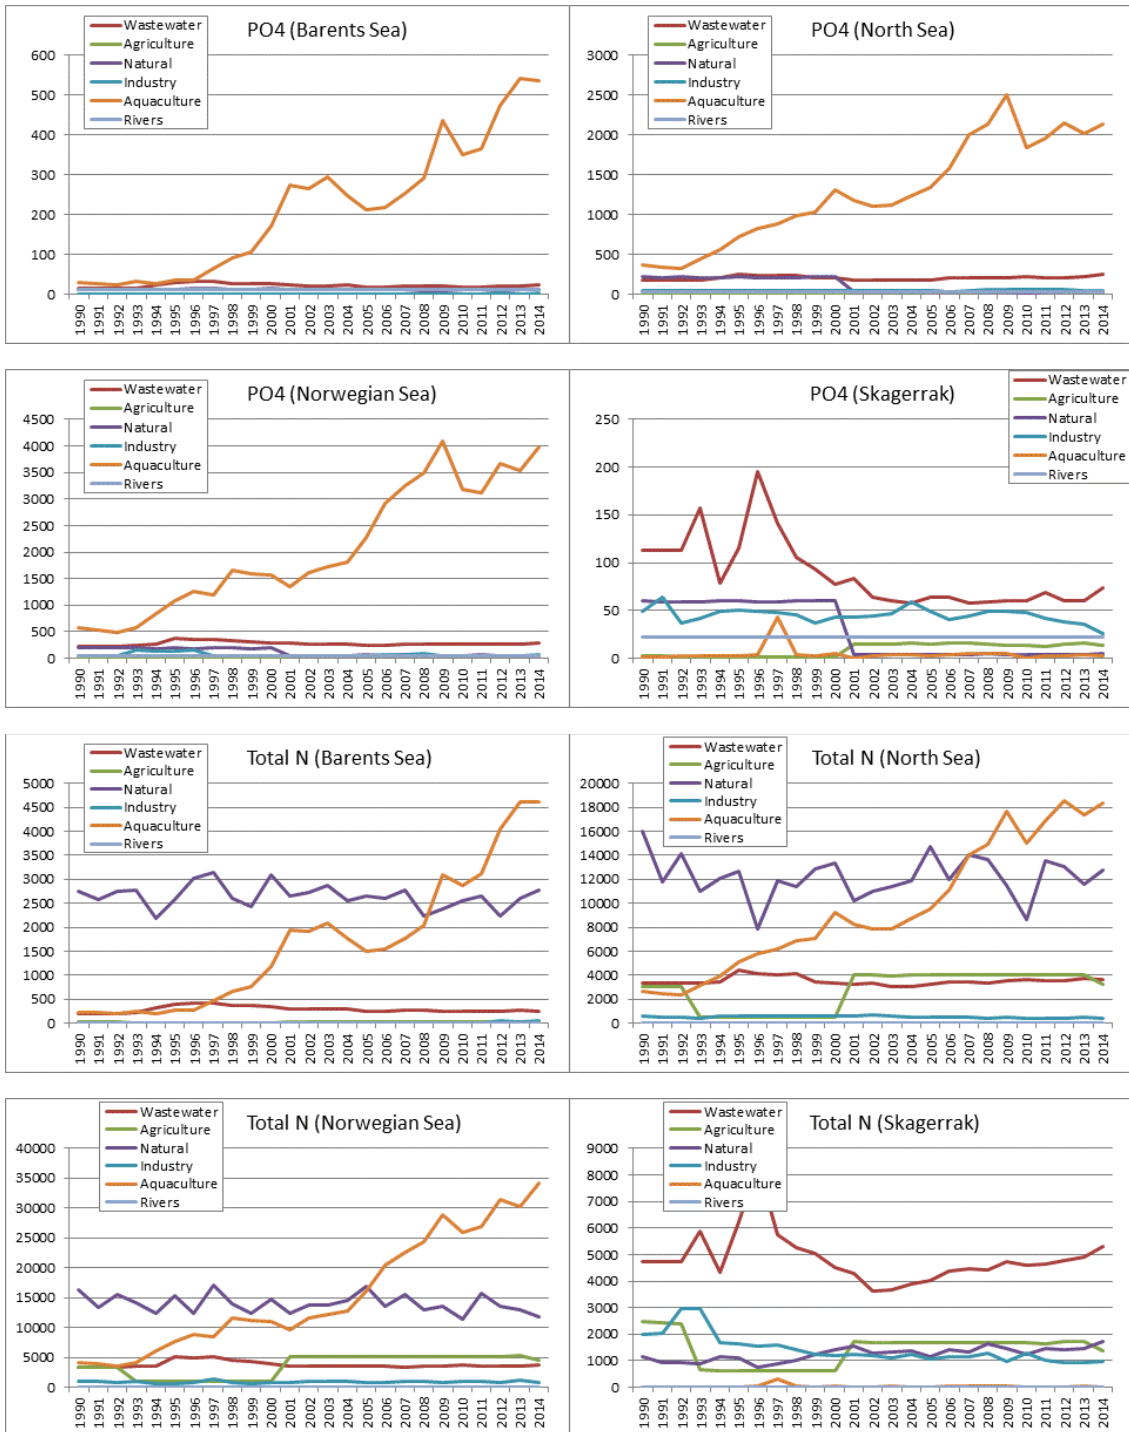 PO4 (Barents Sea)
Wastewater
Agriculture
Natural
Industry
Aquaculture
Rivers
600
500
400
300
200
100
0
1990 1991 1992 1993 1994 1995 1996 1997 1998 1999 2000 2001 2002 2003 2004 2005 2006 2007 2008 2009 2010 2011 2012 2013 2014
PO4 (North Sea)
Wastewater
Agriculture
Natural
Industry
Aquaculture
Rivers
3000
2500
2000
1500
1000
500
0
1990 1991 1992 1993 1994 1995 1996 1997 1998 1999 2000 2001 2002 2003 2004 2005 2006 2007 2008 2009 2010 2011 2012 2013 2014
PO4 (Norwegian Sea)
Wastewater
Agriculture
Natural
Industry
Aquaculture
Rivers
4500
4000
3500
3000
2500
2000
1500
1000
500
0
1990 1991 1992 1993 1994 1995 1996 1997 1998 1999 2000 2001 2002 2003 2004 2005 2006 2007 2008 2009 2010 2011 2012 2013 2014
PO4 (Skagerrak)
Wastewater
Agriculture
Natural
Industry
Aquaculture
Rivers
250
200
150
100
50
0
1990 1991 1992 1993 1994 1995 1996 1997 1998 1999 2000 2001 2002 2003 2004 2005 2006 2007 2008 2009 2010 2011 2012 2013 2014
Total N (Barents Sea)
Wastewater
Agriculture
Natural
Industry
Aquaculture
Rivers
5000
4500
4000
3500
3000
2500
2000
1500
1000
500
0
1990 1991 1992 1993 1994 1995 1996 1997 1998 1999 2000 2001 2002 2003 2004 2005 2006 2007 2008 2009 2010 2011 2012 2013 2014
Total N (North Sea)
Wastewater
Agriculture
Natural
Industry
Aquaculture
Rivers
20000
18000
16000
14000
12000
10000
8000
6000
4000
2000
0
1990 1991 1992 1993 1994 1995 1996 1997 1998 1999 2000 2001 2002 2003 2004 2005 2006 2007 2008 2009 2010 2011 2012 2013 2014
Total N (Norwegian Sea)
Wastewater
Agriculture
Natural
Industry
Aquaculture
Rivers
40000
35000
30000
25000
20000
15000
10000
5000
0
1990 1991 1992 1993 1994 1995 1996 1997 1998 1999 2000 2001 2002 2003 2004 2005 2006 2007 2008 2009 2010 2011 2012 2013 2014
Total N (Skagerrak)
Wastewater
Agriculture
Natural
Industry
Aquaculture
Rivers
9000
8000
7000
6000
5000
4000
3000
2000
1000
0
1990 1991 1992 1993 1994 1995 1996 1997 1998 1999 2000 2001 2002 2003 2004 2005 2006 2007 2008 2009 2010 2011 2012 2013 2014